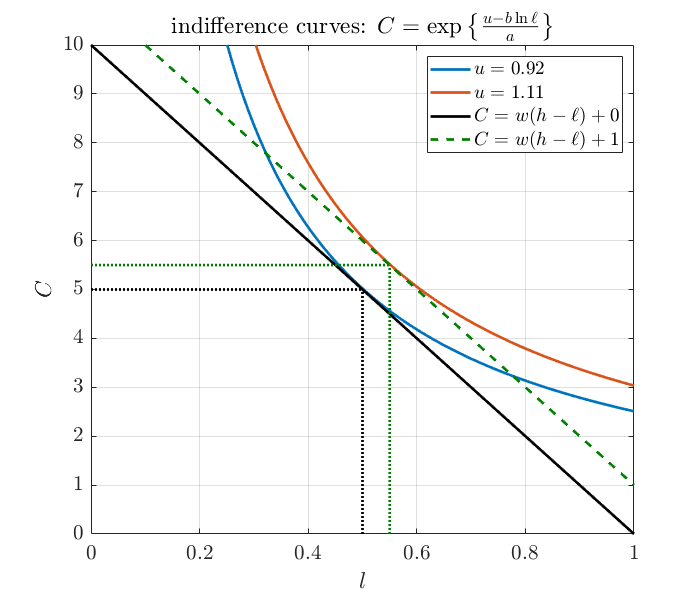 indifference curves: C = exp{(u−b ln ℓ)/a}
u = 0.92
u = 1.11
C = w(h − ℓ) + 0
C = w(h − ℓ) + 1
10
9
8
7
6
5
4
3
2
1
0
C
0 0.2 0.4 0.6 0.8 1
l